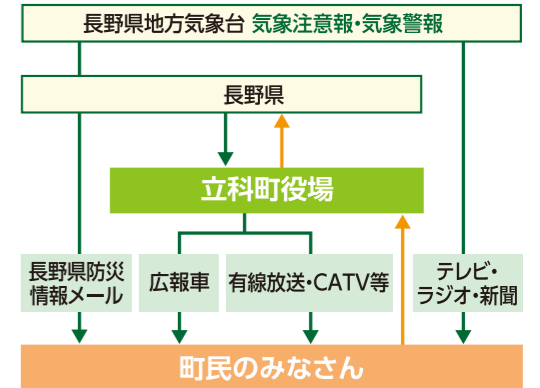 長野県地方気象台 気象注意報・気象警報
長野県
立科町役場
長野県防災
情報メール
広報車
有線放送・CATV等
テレビ・
ラジオ・新聞
町民のみなさん